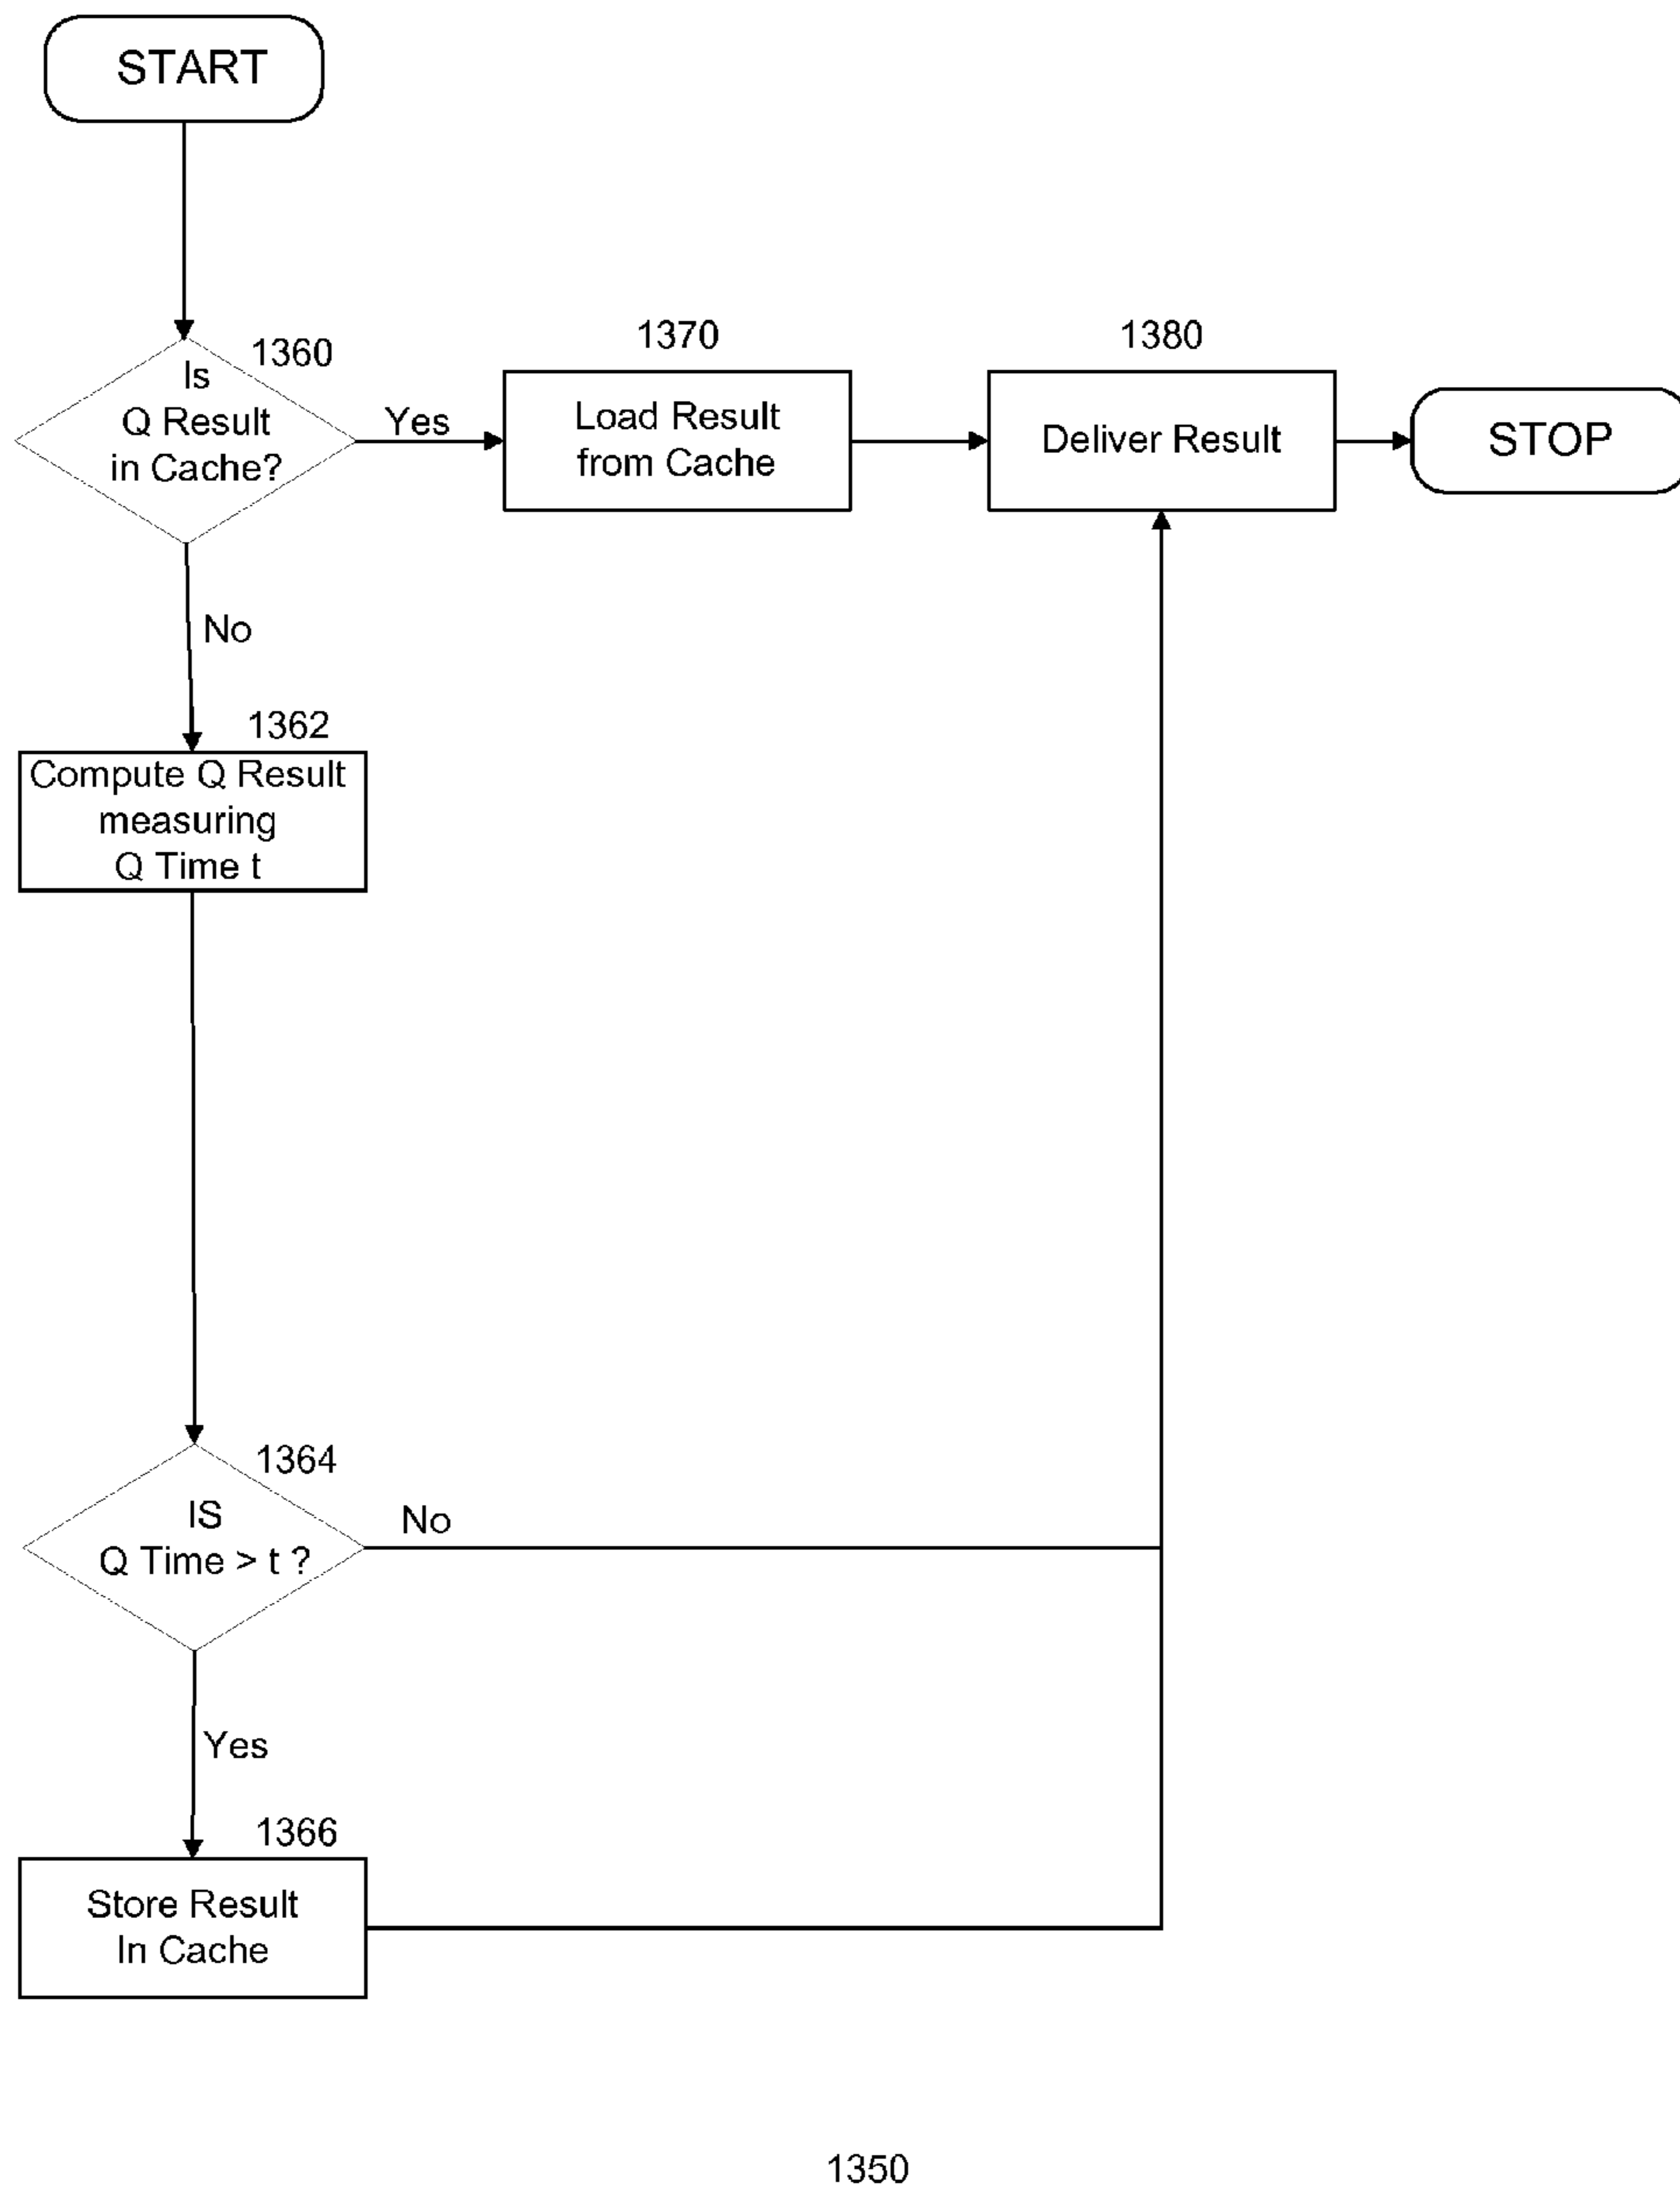 START
1360
Is
Q Result
in Cache?
Yes
1370
Load Result
from Cache
1380
Deliver Result
STOP
No
1362
Compute Q Result
measuring
Q Time t
1364
IS
Q Time > t ?
No
Yes
1366
Store Result
In Cache
1350